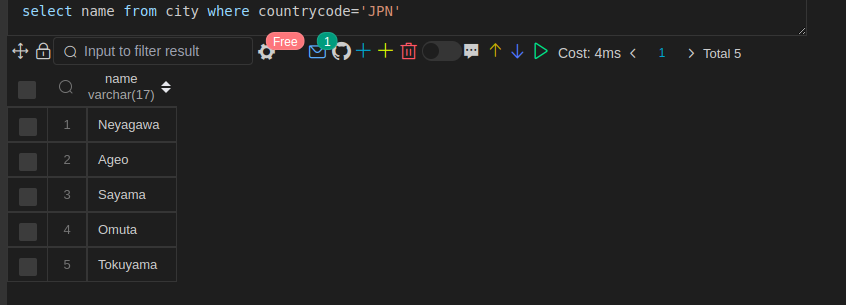 select name from city where countrycode='JPN'
Input to filter result Free 1 Cost: 4ms 1 Total 5
name
varchar(17)
1 Neyagawa
2 Ageo
3 Sayama
4 Omuta
5 Tokuyama